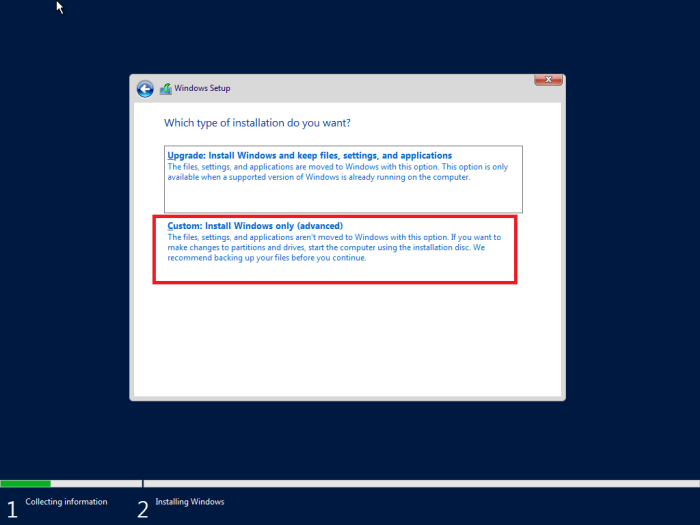 Windows Setup
Which type of installation do you want?
Upgrade: Install Windows and keep files, settings, and applications
The files, settings, and applications are moved to Windows with this option. This option is only
available when a supported version of Windows is already running on the computer.
Custom: Install Windows only (advanced)
The files, settings, and applications aren't moved to Windows with this option. If you want to
make changes to partitions and drives, start the computer using the installation disc. We
recommend backing up your files before you continue.
1 Collecting information 2 Installing Windows